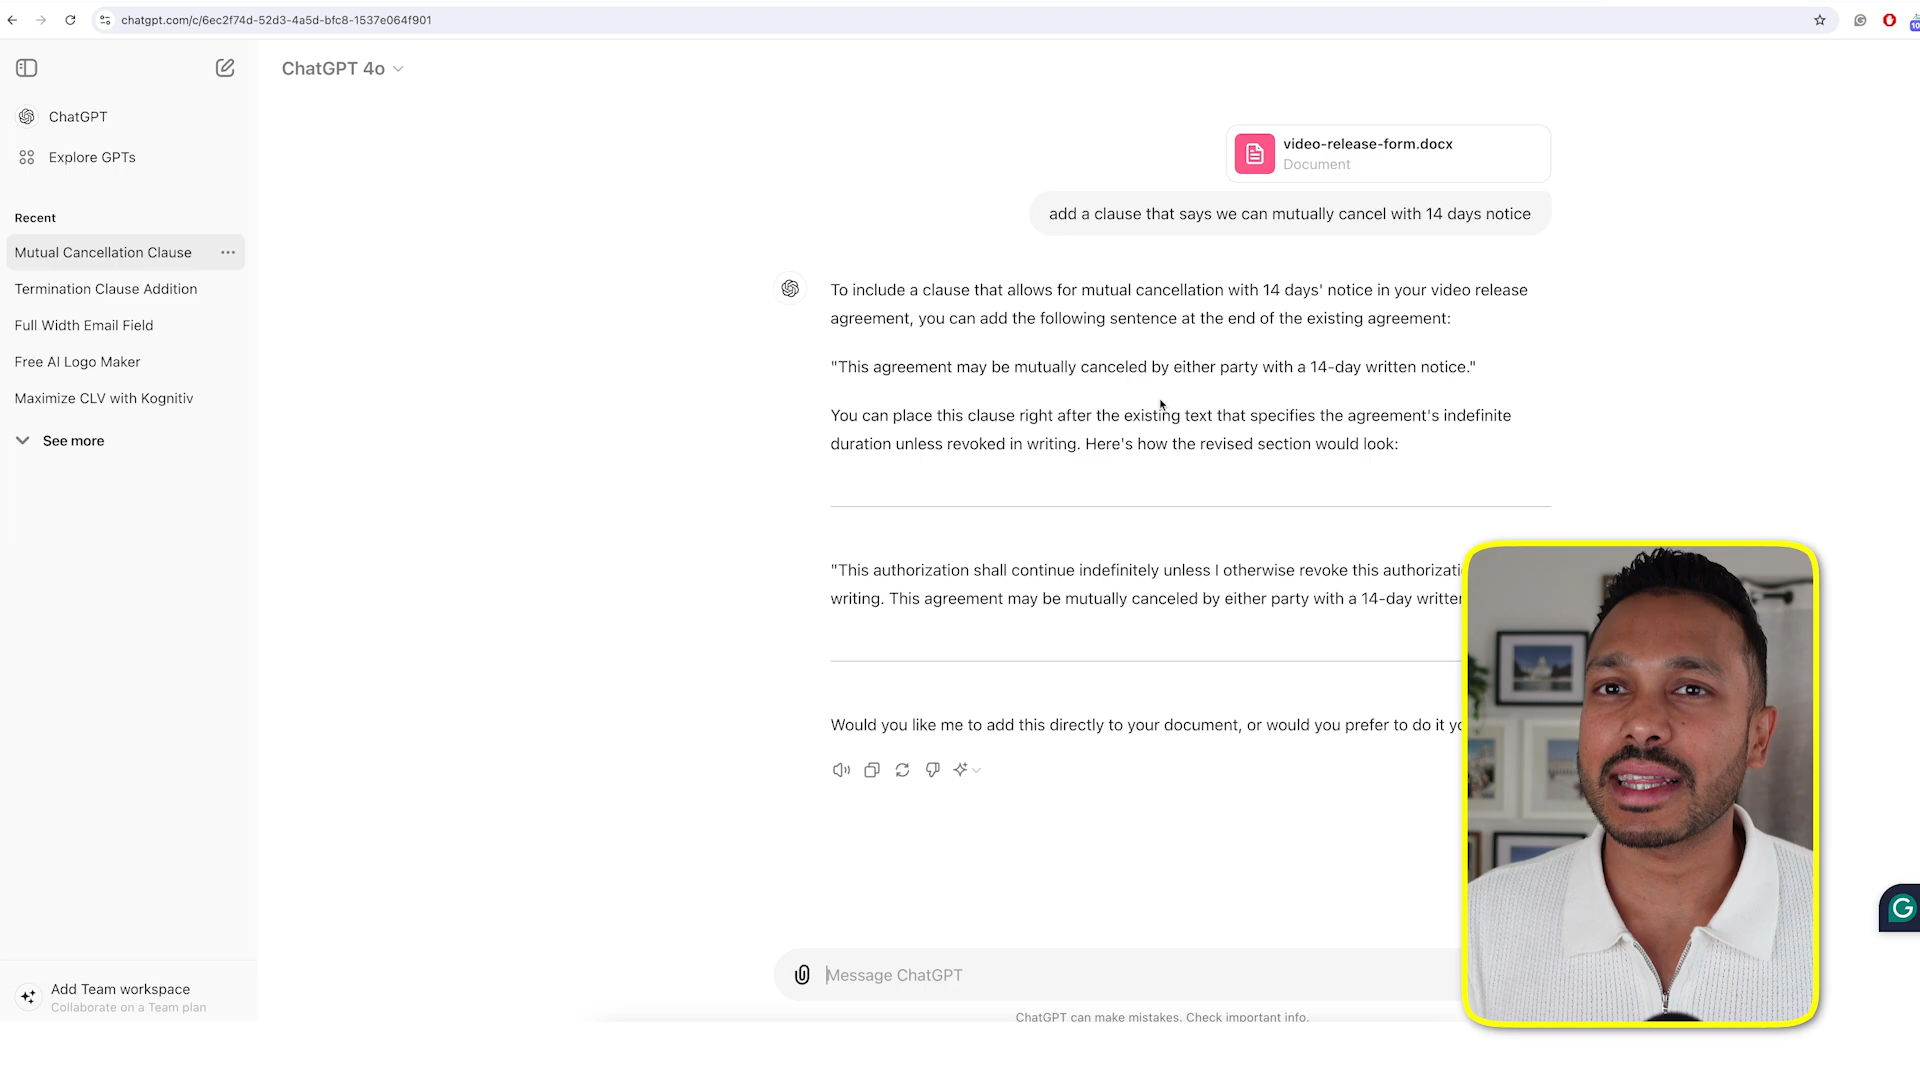 chatgpt.com/c/6ec2f74d-52d3-4a5d-bfc8-1537e064f901
10
ChatGPT 4o
ChatGPT
Explore GPTs
Recent
Mutual Cancellation Clause
Termination Clause Addition
Full Width Email Field
Free AI Logo Maker
Maximize CLV with Kognitiv
See more
video-release-form.docx
Document
add a clause that says we can mutually cancel with 14 days notice
To include a clause that allows for mutual cancellation with 14 days' notice in your video release
agreement, you can add the following sentence at the end of the existing agreement:
"This agreement may be mutually canceled by either party with a 14-day written notice."
You can place this clause right after the existing text that specifies the agreement's indefinite
duration unless revoked in writing. Here's how the revised section would look:
"This authorization shall continue indefinitely unless I otherwise revoke this authorizati
writing. This agreement may be mutually canceled by either party with a 14-day written
Would you like me to add this directly to your document, or would you prefer to do it yo
Message ChatGPT
ChatGPT can make mistakes. Check important info.
Add Team workspace
Collaborate on a Team plan